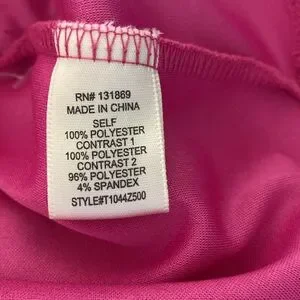 RN# 131869
MADE IN CHINA
SELF
100% POLYESTER
CONTRAST 1
100% POLYESTER
CONTRAST 2
96% POLYESTER
4% SPANDEX
STYLE#T1044Z500